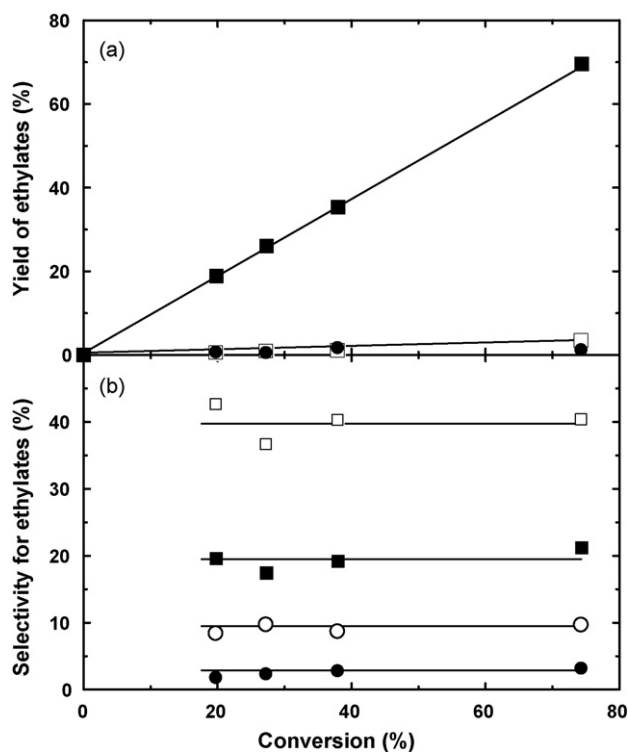 80
(a)
60
40
20
0
Yield of ethylates (%)
(b)
40
30
20
10
0
Selectivity for ethylates (%)
0 20 40 60 80
Conversion (%)